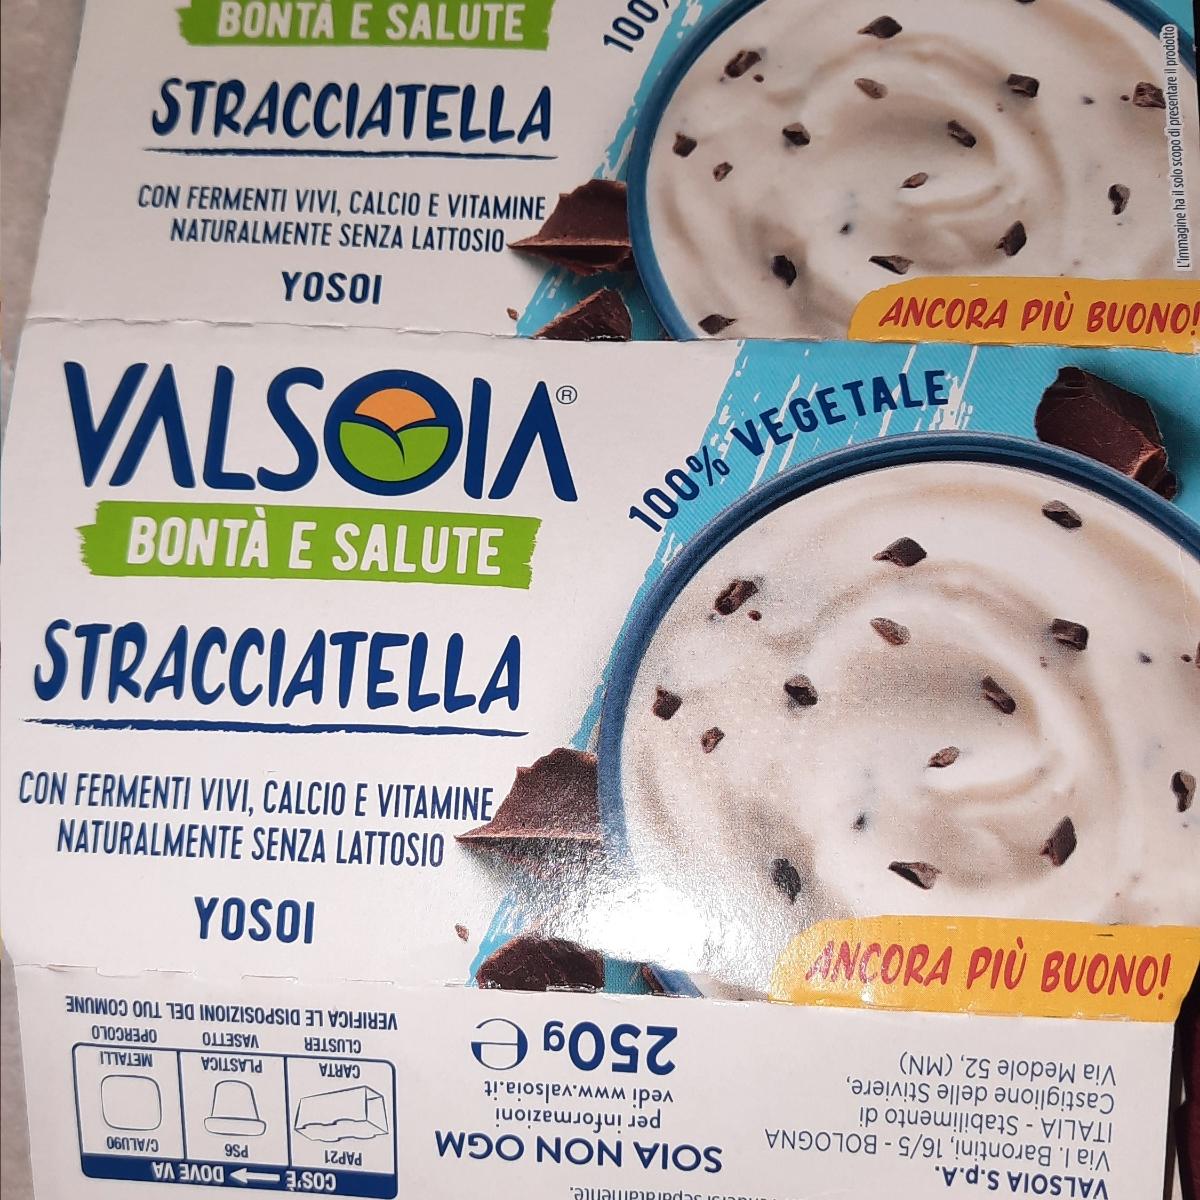 BONTÀ E SALUTE
100%
STRACCIATELLA
CON FERMENTI VIVI, CALCIO E VITAMINE
NATURALMENTE SENZA LATTOSIO
YOSOI
L'immagine ha il solo scopo di presentare il prodotto
ANCORA PIÙ BUONO!
VALSOIA®
BONTÀ E SALUTE
100% VEGETALE
STRACCIATELLA
CON FERMENTI VIVI, CALCIO E VITAMINE
NATURALMENTE SENZA LATTOSIO
YOSOI
ANCORA PIÙ BUONO!
separatamente.
VALSOIA S.p.A.
Via I. Barontini, 16/5 - BOLOGNA
ITALIA - Stabilimento di
Castiglione delle Stiviere,
Via Medole 52, (MN)
SOIA NON OGM
per informazioni
vedi www.valsoia.it
250g e
COS'È DOVE VA
PAP21 PS6 C/ALU90
CARTA PLASTICA METALLI
CLUSTER VASETTO OPERCOLO
VERIFICA LE DISPOSIZIONI DEL TUO COMUNE